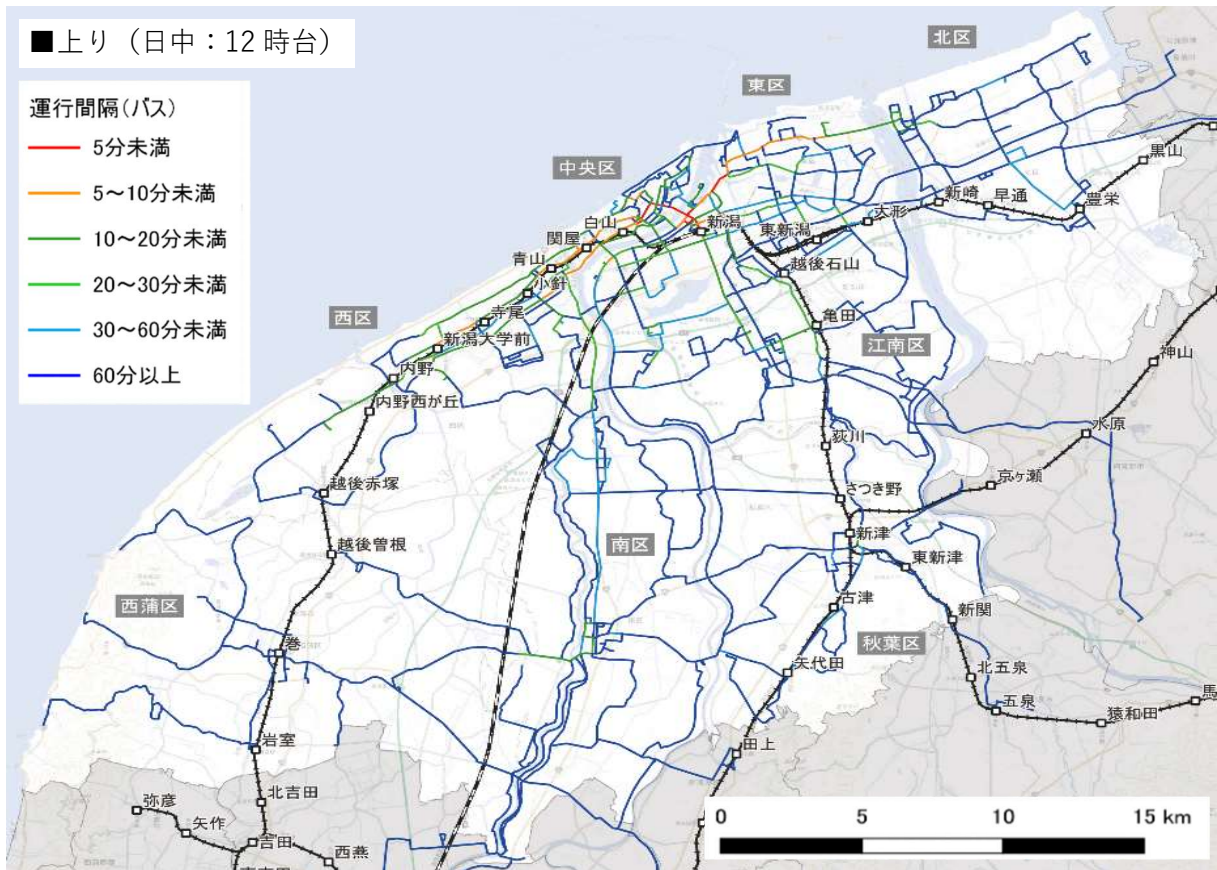 ■上り（日中：12時台）
運行間隔（バス）
5分未満
5～10分未満
10～20分未満
20～30分未満
30～60分未満
60分以上
北区
東区
中央区
西区
江南区
南区
西蒲区
秋葉区
黒山
豊栄
早通
新崎
大形
東新潟
新潟
白山
関屋
青山
小針
寺尾
新潟大学前
内野
内野西が丘
越後赤塚
越後曽根
巻
岩室
北吉田
吉田
西燕
弥彦
矢作
越後石山
亀田
荻川
さつき野
新津
古津
矢代田
田上
東新津
新関
北五泉
五泉
猿和田
馬
京ヶ瀬
水原
神山
0 5 10 15 km